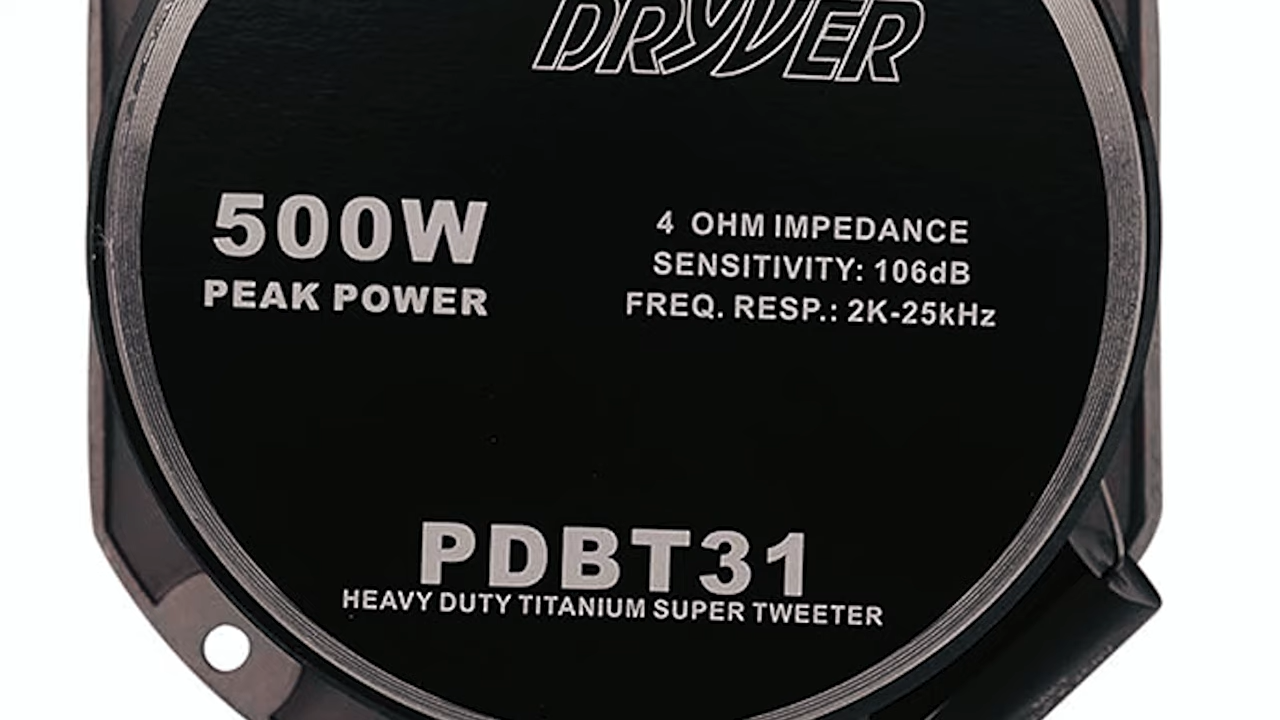 DRYVER
500W
PEAK POWER
4 OHM IMPEDANCE
SENSITIVITY: 106dB
FREQ. RESP.: 2K-25kHz
PDBT31
HEAVY DUTY TITANIUM SUPER TWEETER